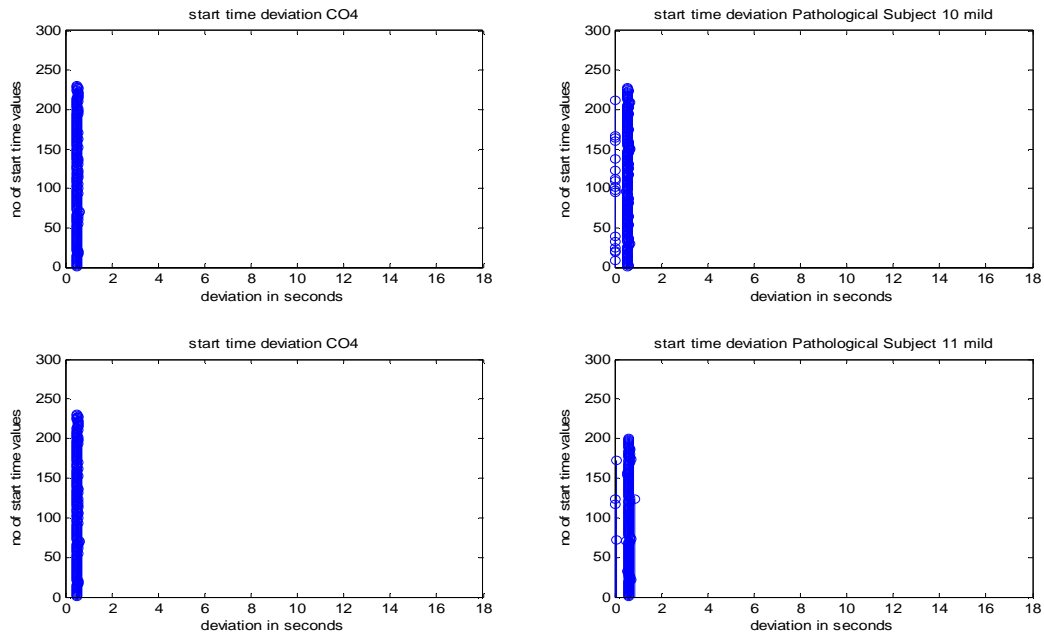 start time deviation CO4
300
250
200
150
100
50
0
no of start time values
0 2 4 6 8 10 12 14 16 18
deviation in seconds
start time deviation Pathological Subject 10 mild
300
250
200
150
100
50
0
no of start time values
0 2 4 6 8 10 12 14 16 18
deviation in seconds
start time deviation CO4
300
250
200
150
100
50
0
no of start time values
0 2 4 6 8 10 12 14 16 18
deviation in seconds
start time deviation Pathological Subject 11 mild
300
250
200
150
100
50
0
no of start time values
0 2 4 6 8 10 12 14 16 18
deviation in seconds